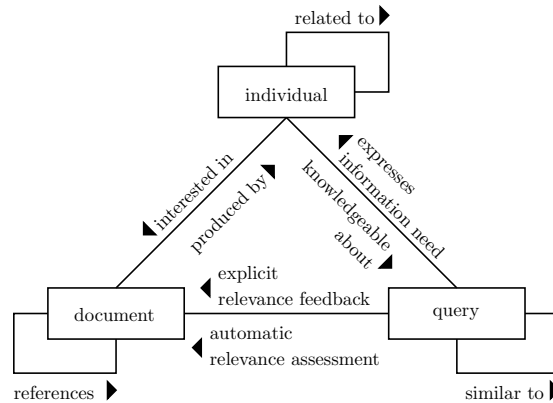 related to
individual
interested in
produced by
expresses
information need
knowledgeable
about
explicit
relevance feedback
document
query
automatic
relevance assessment
references
similar to